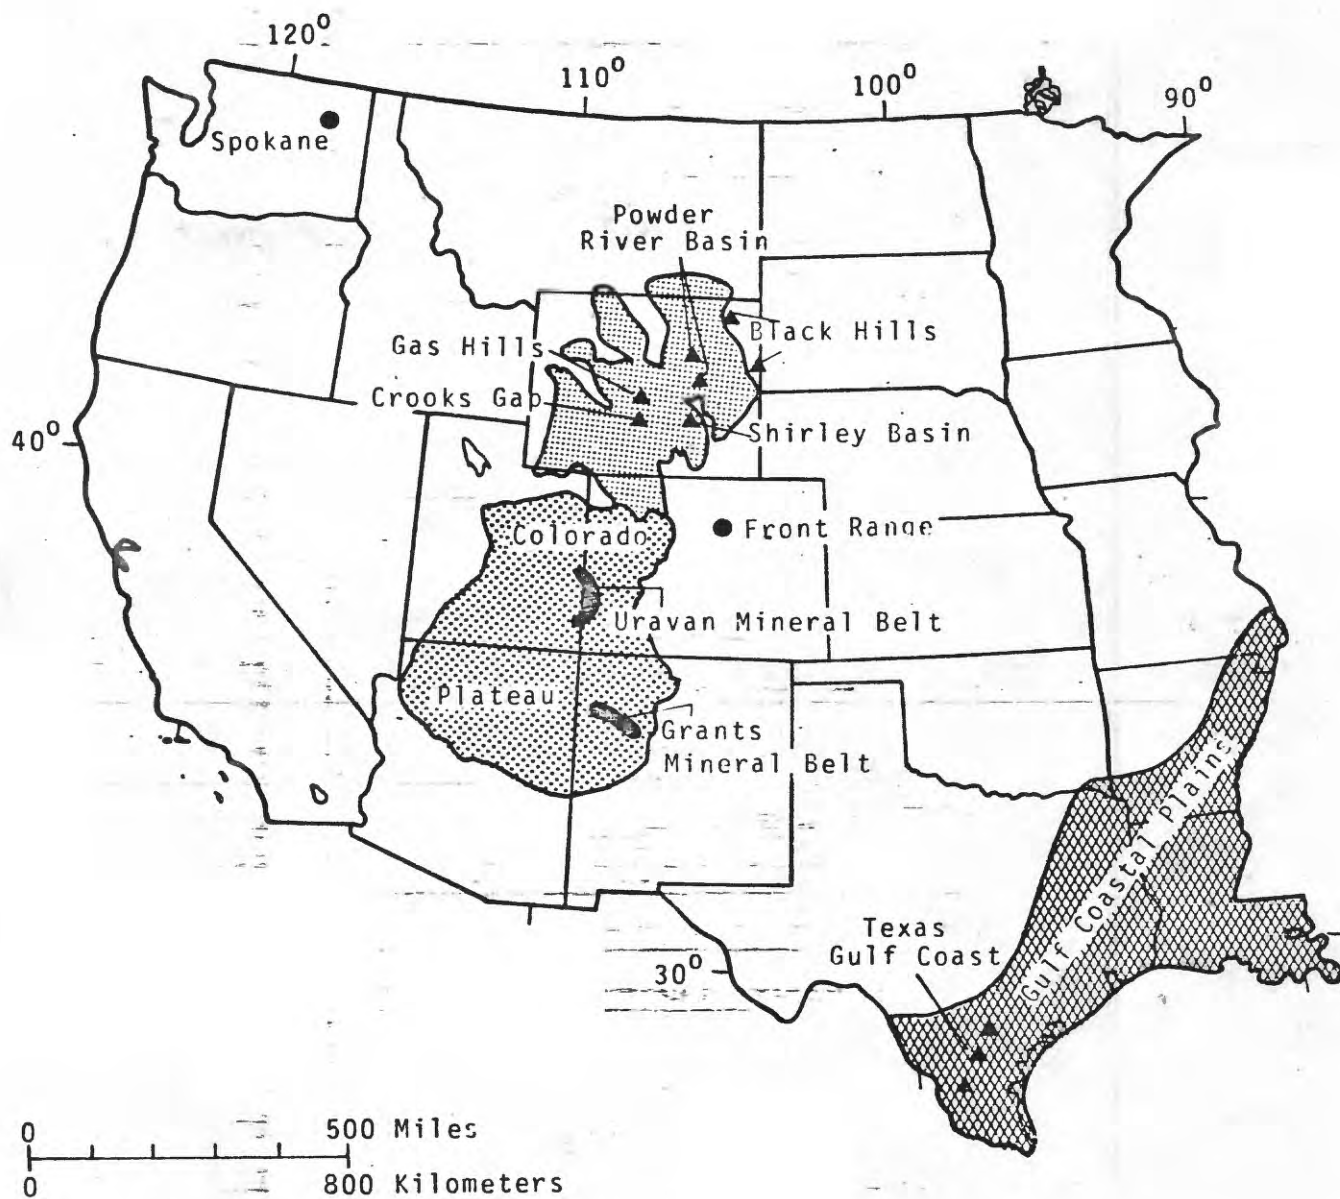 120°
110°
100°
90°
Spokane
Powder
River Basin
Black Hills
Gas Hills
Crooks Gap
Shirley Basin
40°
Colorado
Front Range
Uravan Mineral Belt
Plateau
Grants
Mineral Belt
Gulf Coastal Plains
Texas
Gulf Coast
30°
0 500 Miles
0 800 Kilometers